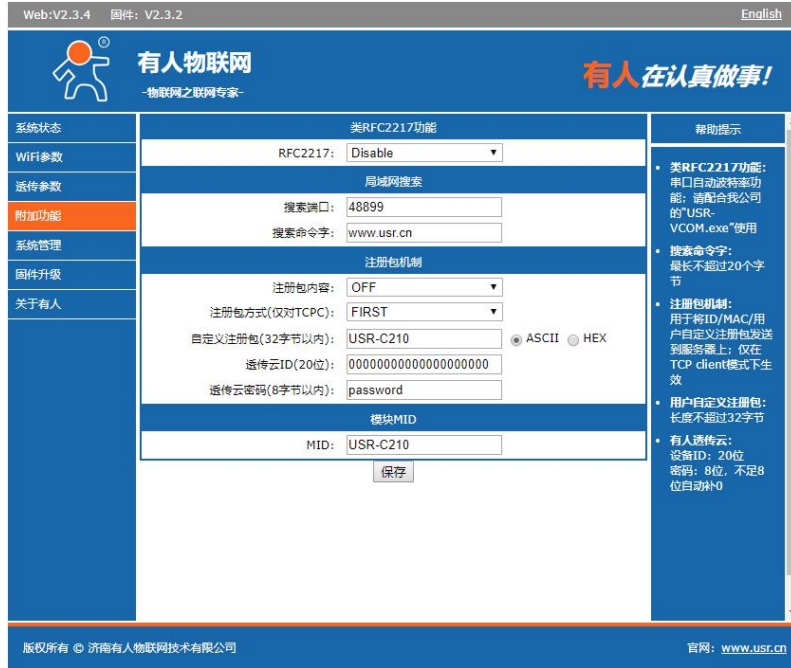 Web:V2.3.4 固件: V2.3.2 English
®
有人物联网
-物联网之联网专家-
有人在认真做事!
系统状态
WiFi参数
透传参数
附加功能
系统管理
固件升级
关于有人
类RFC2217功能
RFC2217: Disable
局域网搜索
搜索端口: 48899
搜索命令字: www.usr.cn
注册包机制
注册包内容: OFF
注册包方式(仅对TCPC): FIRST
自定义注册包(32字节以内): USR-C210 ASCII HEX
透传云ID(20位): 00000000000000000000
透传云密码(8字节以内): password
模块MID
MID: USR-C210
保存
帮助提示
• 类RFC2217功能:
串口自动波特率功
能; 请配合我公司
的"USR-
VCOM.exe"使用
• 搜索命令字:
最长不超过20个字
节
• 注册包机制:
用于将ID/MAC/用
户自定义注册包发送
到服务器上; 仅在
TCP client模式下生
效
• 用户自定义注册包:
长度不超过32字节
• 有人透传云:
设备ID: 20位
密码: 8位, 不足8
位自动补0
版权所有 © 济南有人物联网技术有限公司 官网: www.usr.cn